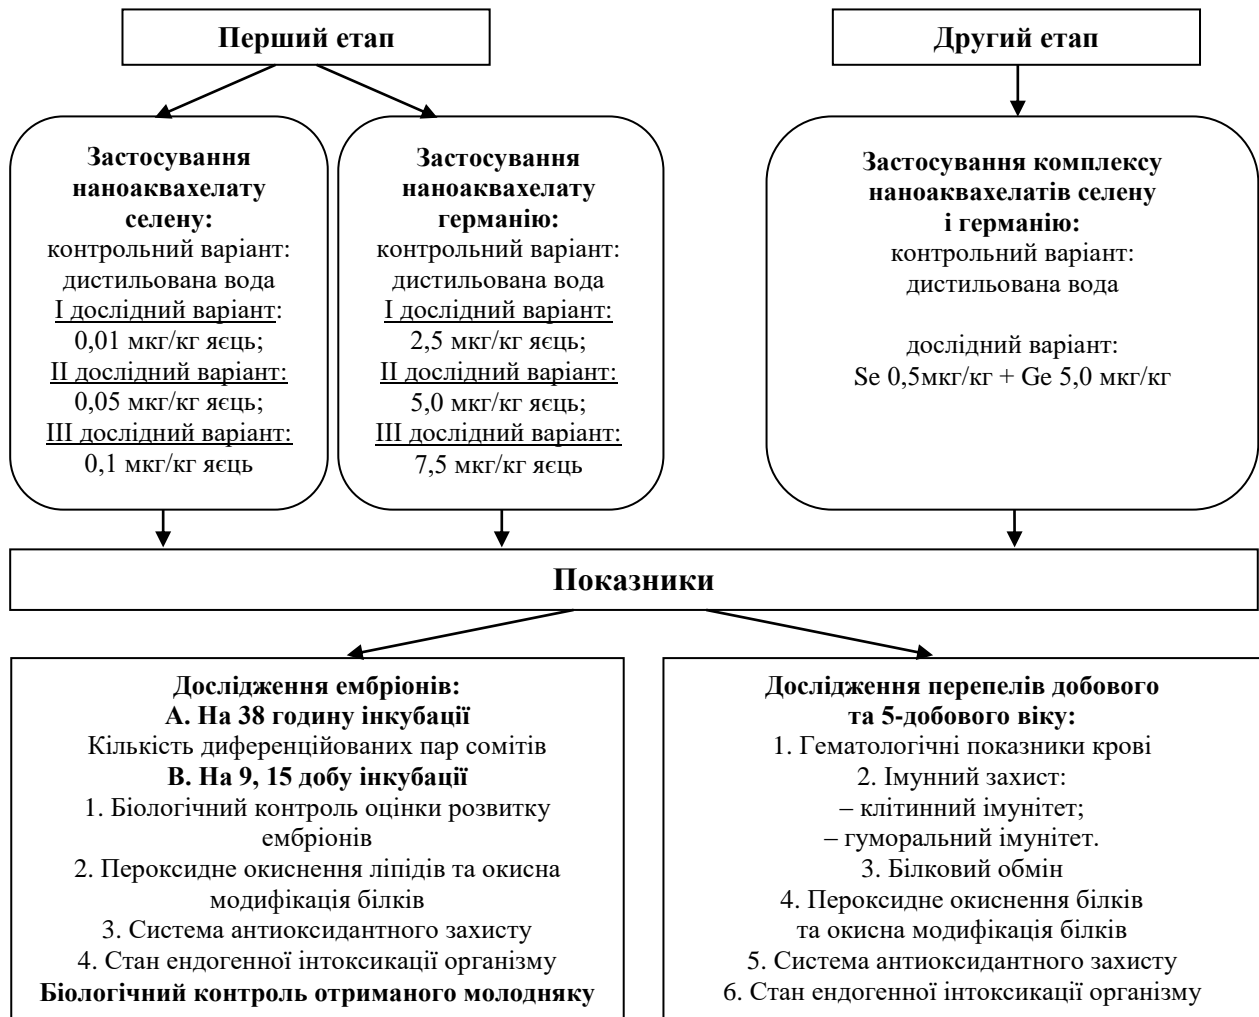 Перший етап
Другий етап
Застосування
наноаквахелату
селену:
контрольний варіант:
дистильована вода
І дослідний варіант:
0,01 мкг/кг яєць;
ІІ дослідний варіант:
0,05 мкг/кг яєць;
ІІІ дослідний варіант:
0,1 мкг/кг яєць
Застосування
наноаквахелату
германію:
контрольний варіант:
дистильована вода
І дослідний варіант:
2,5 мкг/кг яєць;
ІІ дослідний варіант:
5,0 мкг/кг яєць;
ІІІ дослідний варіант:
7,5 мкг/кг яєць
Застосування комплексу
наноаквахелатів селену
і германію:
контрольний варіант:
дистильована вода
дослідний варіант:
Se 0,5мкг/кг + Ge 5,0 мкг/кг
Показники
Дослідження ембріонів:
А. На 38 годину інкубації
Кількість диференційованих пар сомітів
В. На 9, 15 добу інкубації
1. Біологічний контроль оцінки розвитку
ембріонів
2. Пероксидне окиснення ліпідів та окисна
модифікація білків
3. Система антиоксидантного захисту
4. Стан ендогенної інтоксикації організму
Біологічний контроль отриманого молодняку
Дослідження перепелів добового
та 5-добового віку:
1. Гематологічні показники крові
2. Імунний захист:
– клітинний імунітет;
– гуморальний імунітет.
3. Білковий обмін
4. Пероксидне окиснення білків
та окисна модифікація білків
5. Система антиоксидантного захисту
6. Стан ендогенної інтоксикації організму